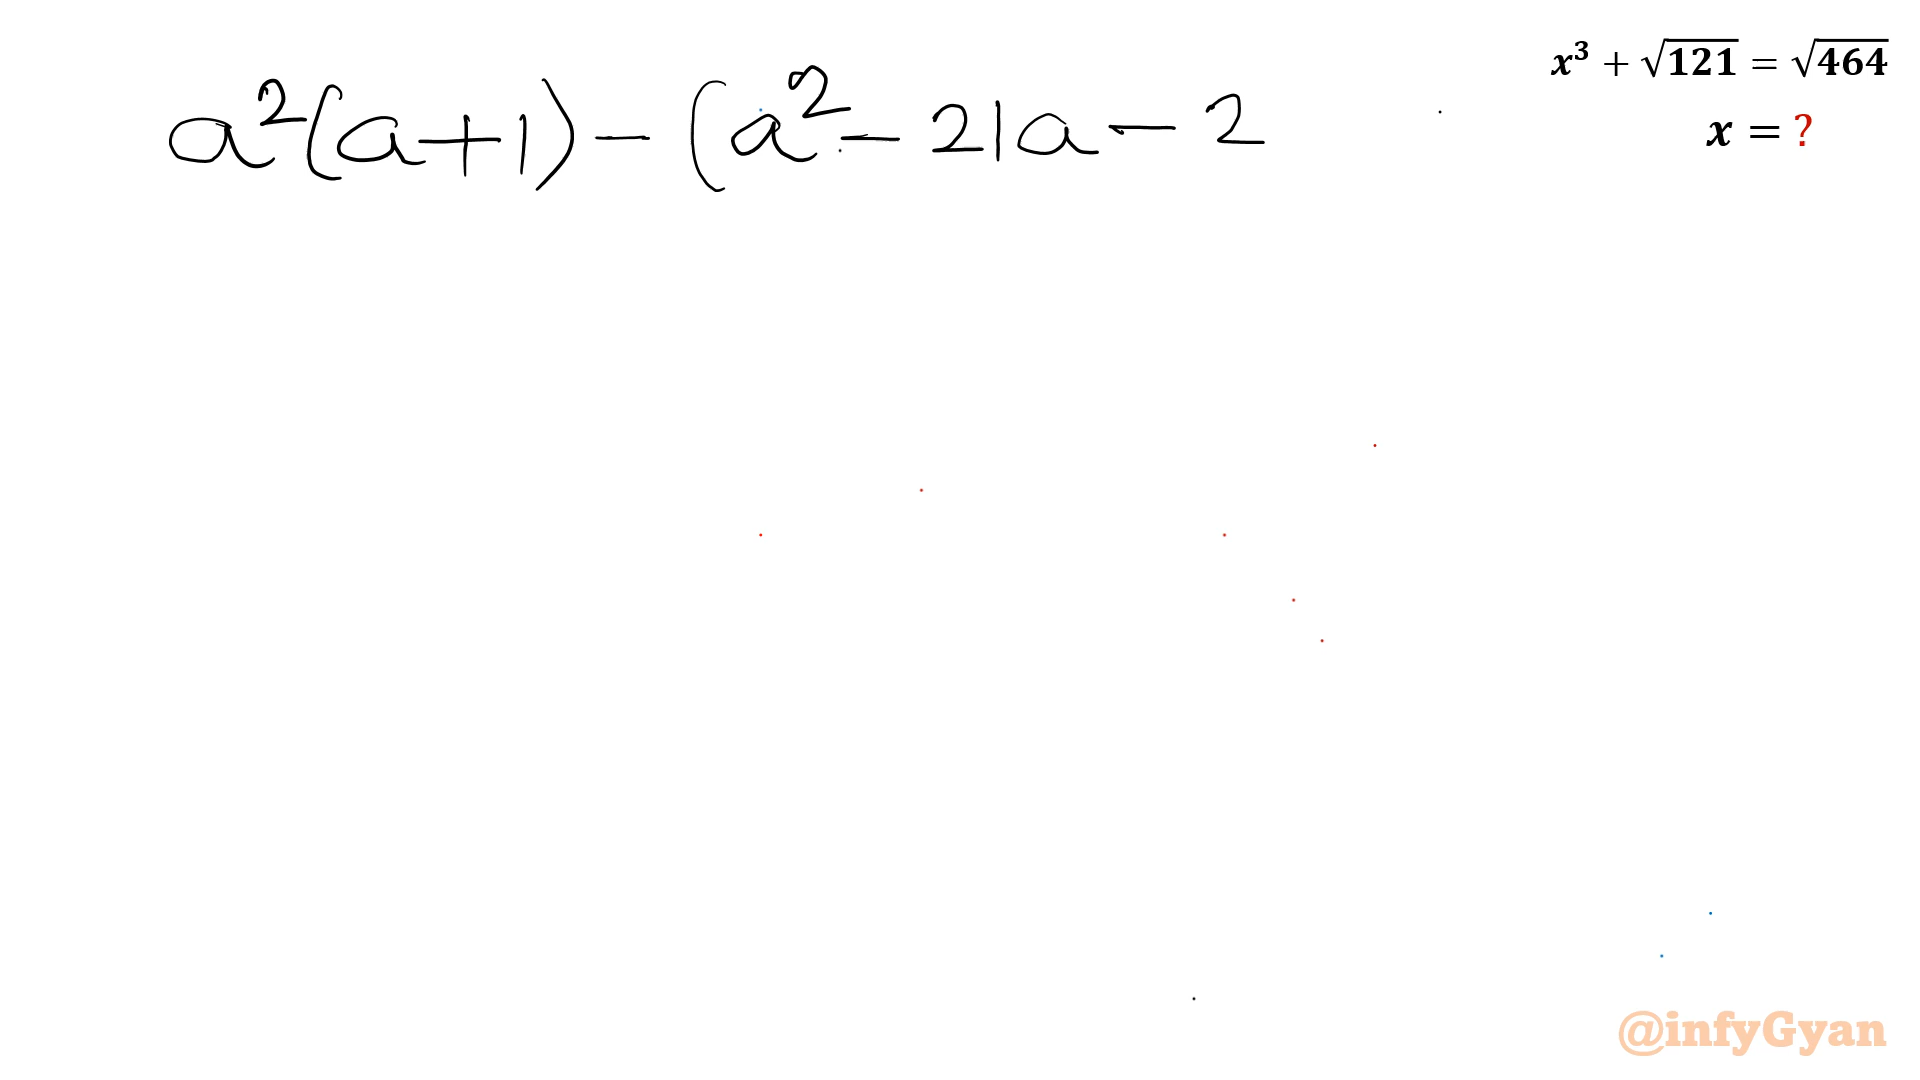 x³ + √121 = √464
a²(a+1) - (a² - 21a - 2
x = ?
@infyGyan